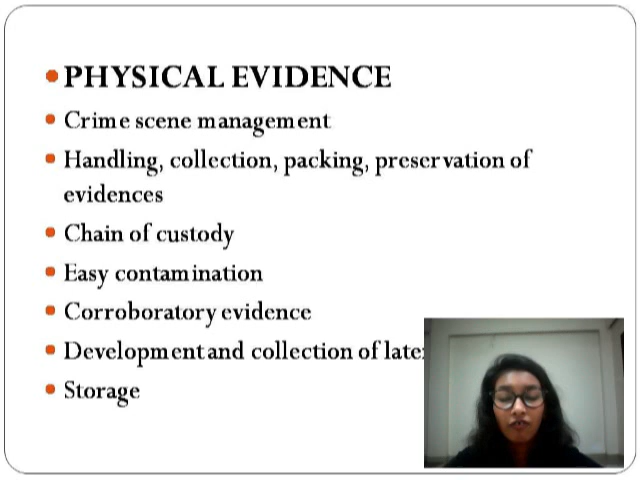 PHYSICAL EVIDENCE
Crime scene management
Handling, collection, packing, preservation of
evidences
Chain of custody
Easy contamination
Corroboratory evidence
Development and collection of
Storage